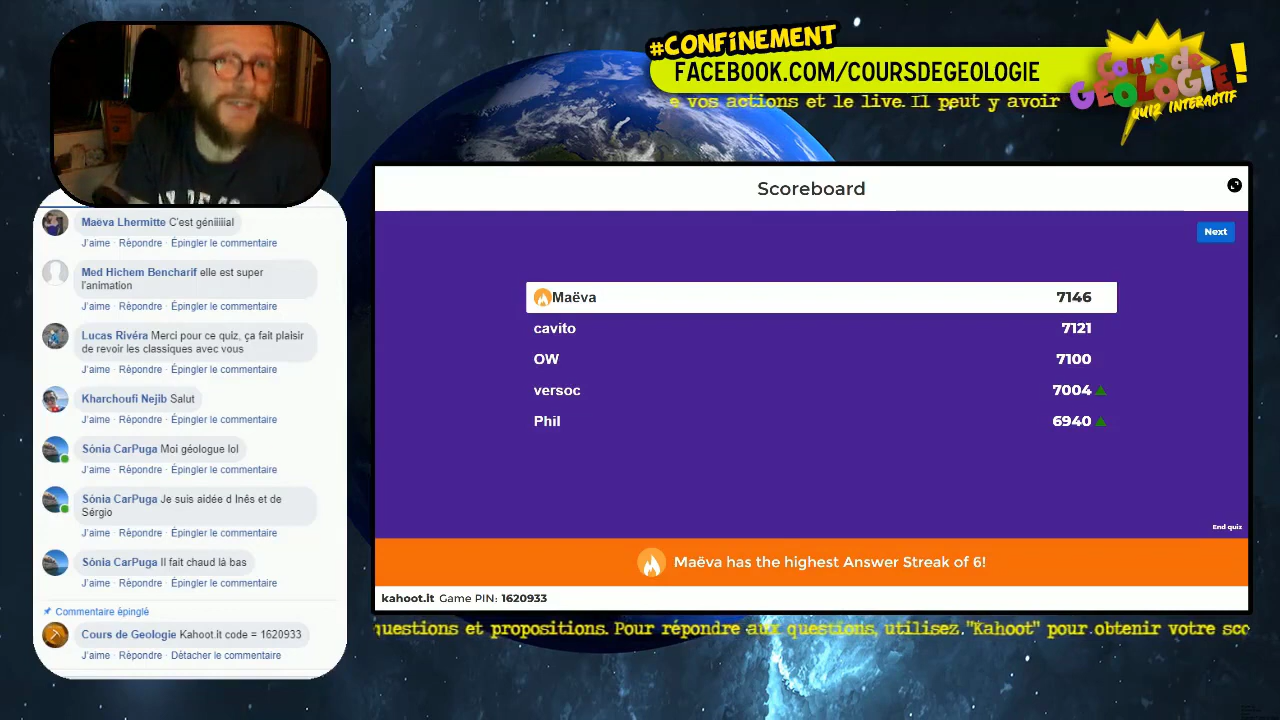 #CONFINEMENT
FACEBOOK.COM/COURSDEGEOLOGIE
e vos actions et le live. Il peut y avoir
Cours de
GEOLOGIE!
QUIZ INTERACTIF
Maëva Lhermitte C'est géniiiiial
J'aime · Répondre · Épingler le commentaire
Med Hichem Bencharif elle est super
l'animation
J'aime · Répondre · Épingler le commentaire
Lucas Rivéra Merci pour ce quiz, ça fait plaisir
de revoir les classiques avec vous
J'aime · Répondre · Épingler le commentaire
Kharchoufi Nejib Salut
J'aime · Répondre · Épingler le commentaire
Sónia CarPuga Moi géologue lol
J'aime · Répondre · Épingler le commentaire
Sónia CarPuga Je suis aidée d Inês et de
Sérgio
J'aime · Répondre · Épingler le commentaire
Sónia CarPuga Il fait chaud là bas
J'aime · Répondre · Épingler le commentaire
Commentaire épinglé
Cours de Geologie Kahoot.it code = 1620933
J'aime · Répondre · Détacher le commentaire
Scoreboard
Next
Maëva 7146
cavito 7121
OW 7100
versoc 7004
Phil 6940
End quiz
Maëva has the highest Answer Streak of 6!
kahoot.it Game PIN: 1620933
questions et propositions. Pour répondre aux questions, utilisez "Kahoot" pour obtenir votre sco